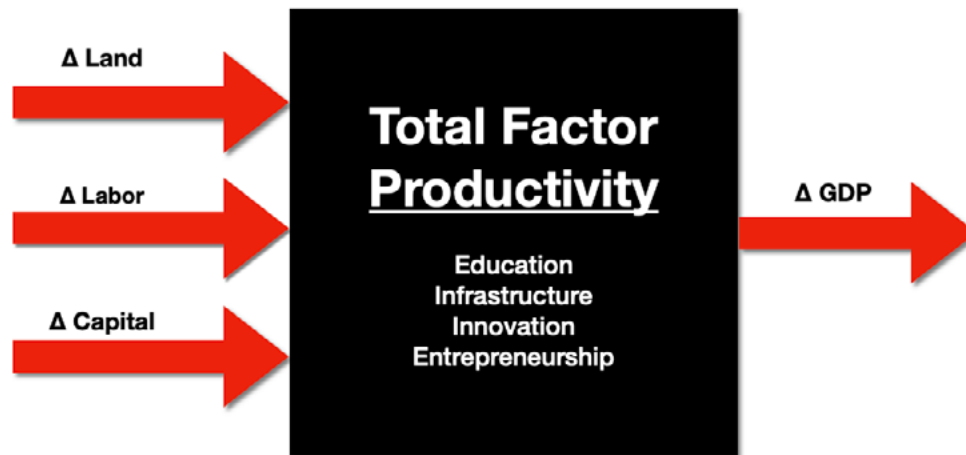 Δ Land
Δ Labor
Δ Capital
Total Factor
Productivity
Education
Infrastructure
Innovation
Entrepreneurship
Δ GDP